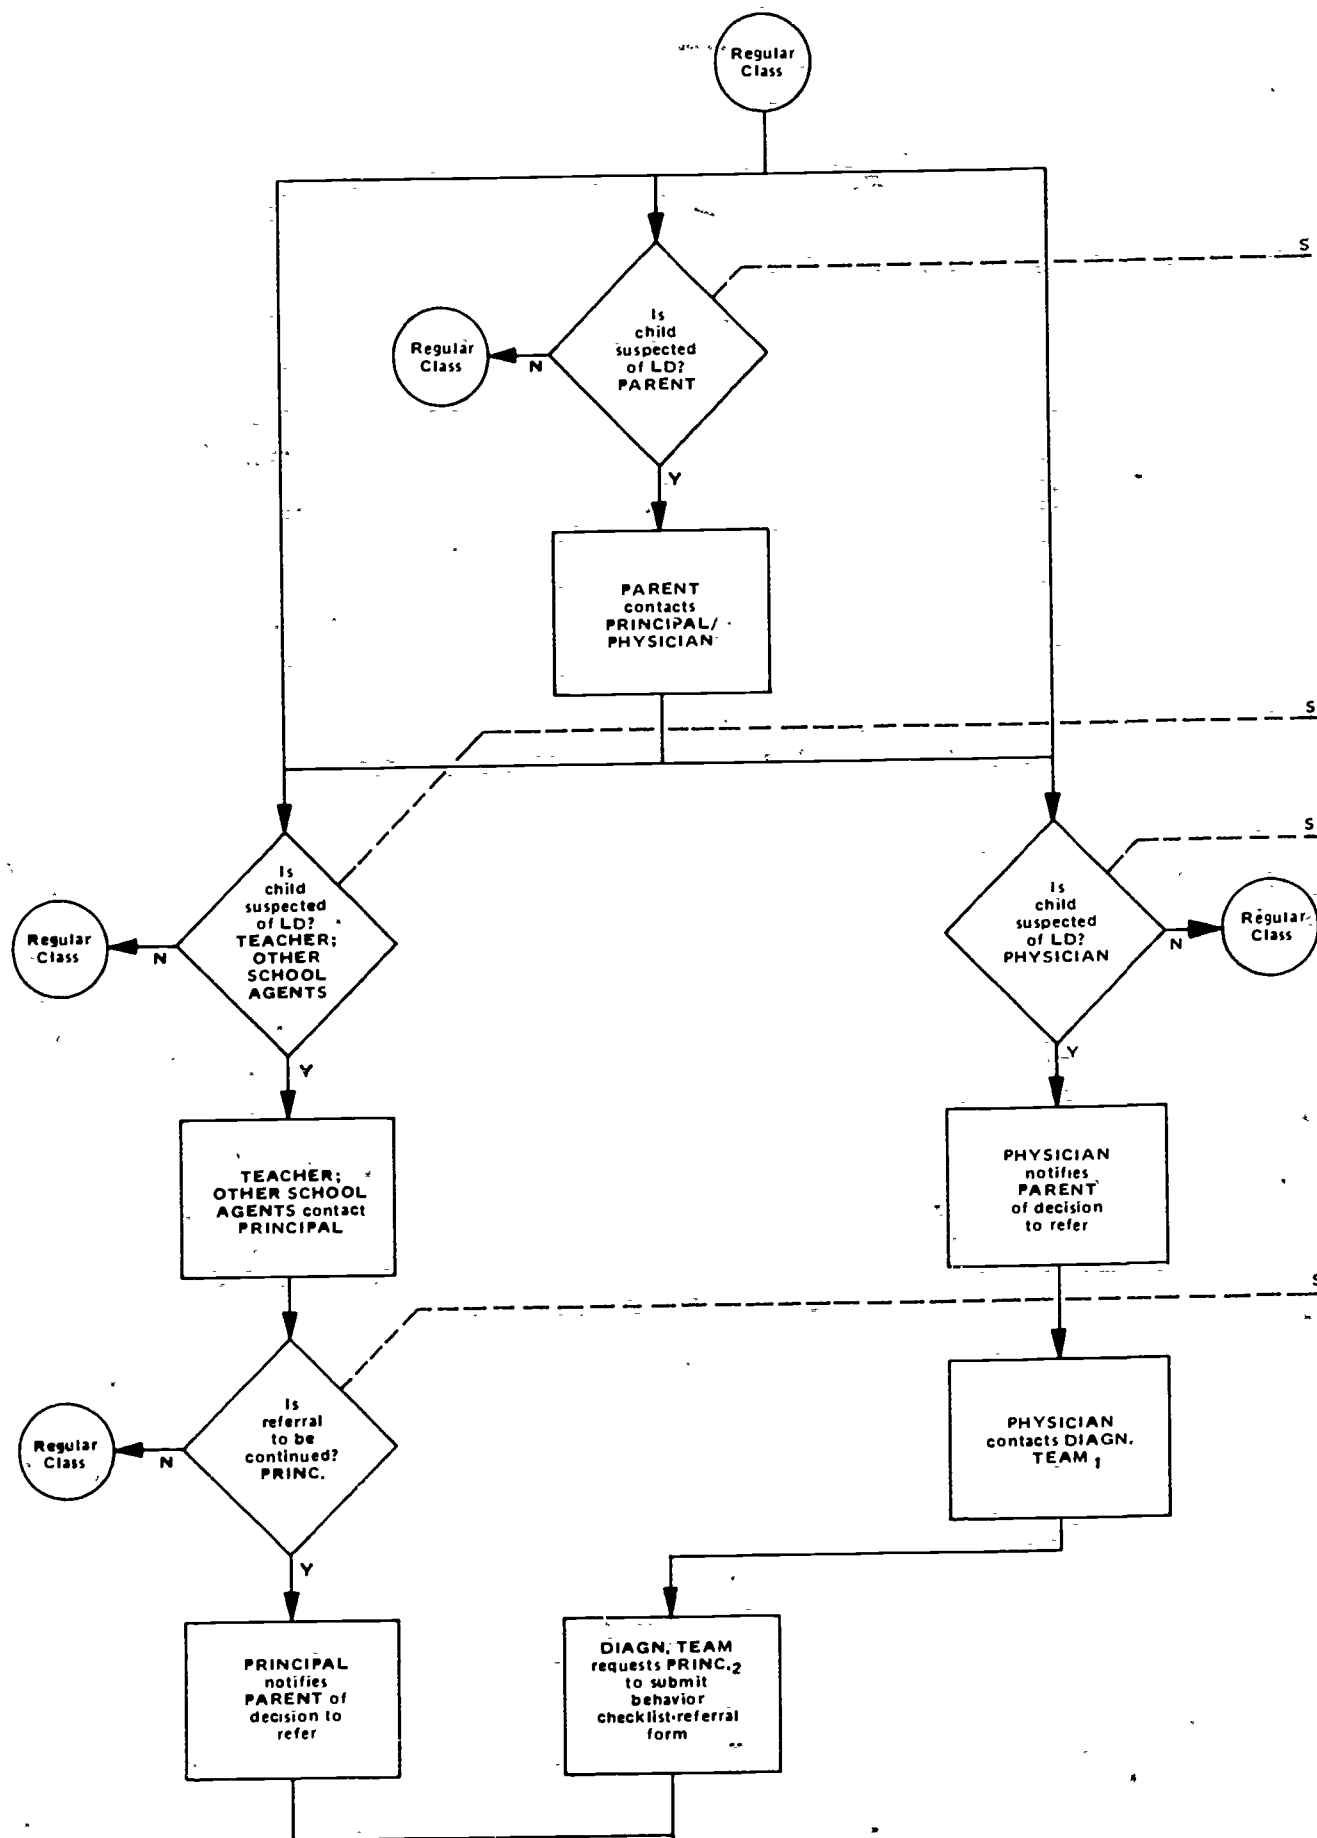 Regular
Class
S
Is
child
suspected
of LD?
PARENT
Regular
Class
N
Y
PARENT
contacts
PRINCIPAL/
PHYSICIAN
S
S
Is
child
suspected
of LD?
TEACHER;
OTHER
SCHOOL
AGENTS
Regular
Class
N
Y
Is
child
suspected
of LD?
PHYSICIAN
N
Regular
Class
Y
TEACHER;
OTHER SCHOOL
AGENTS contact
PRINCIPAL
PHYSICIAN
notifies
PARENT
of decision
to refer
S
Is
referral
to be
continued?
PRINC.
Regular
Class
N
Y
PHYSICIAN
contacts DIAGN.
TEAM 1
PRINCIPAL
notifies
PARENT of
decision to
refer
DIAGN. TEAM
requests PRINC.2
to submit
behavior
checklist-referral
form